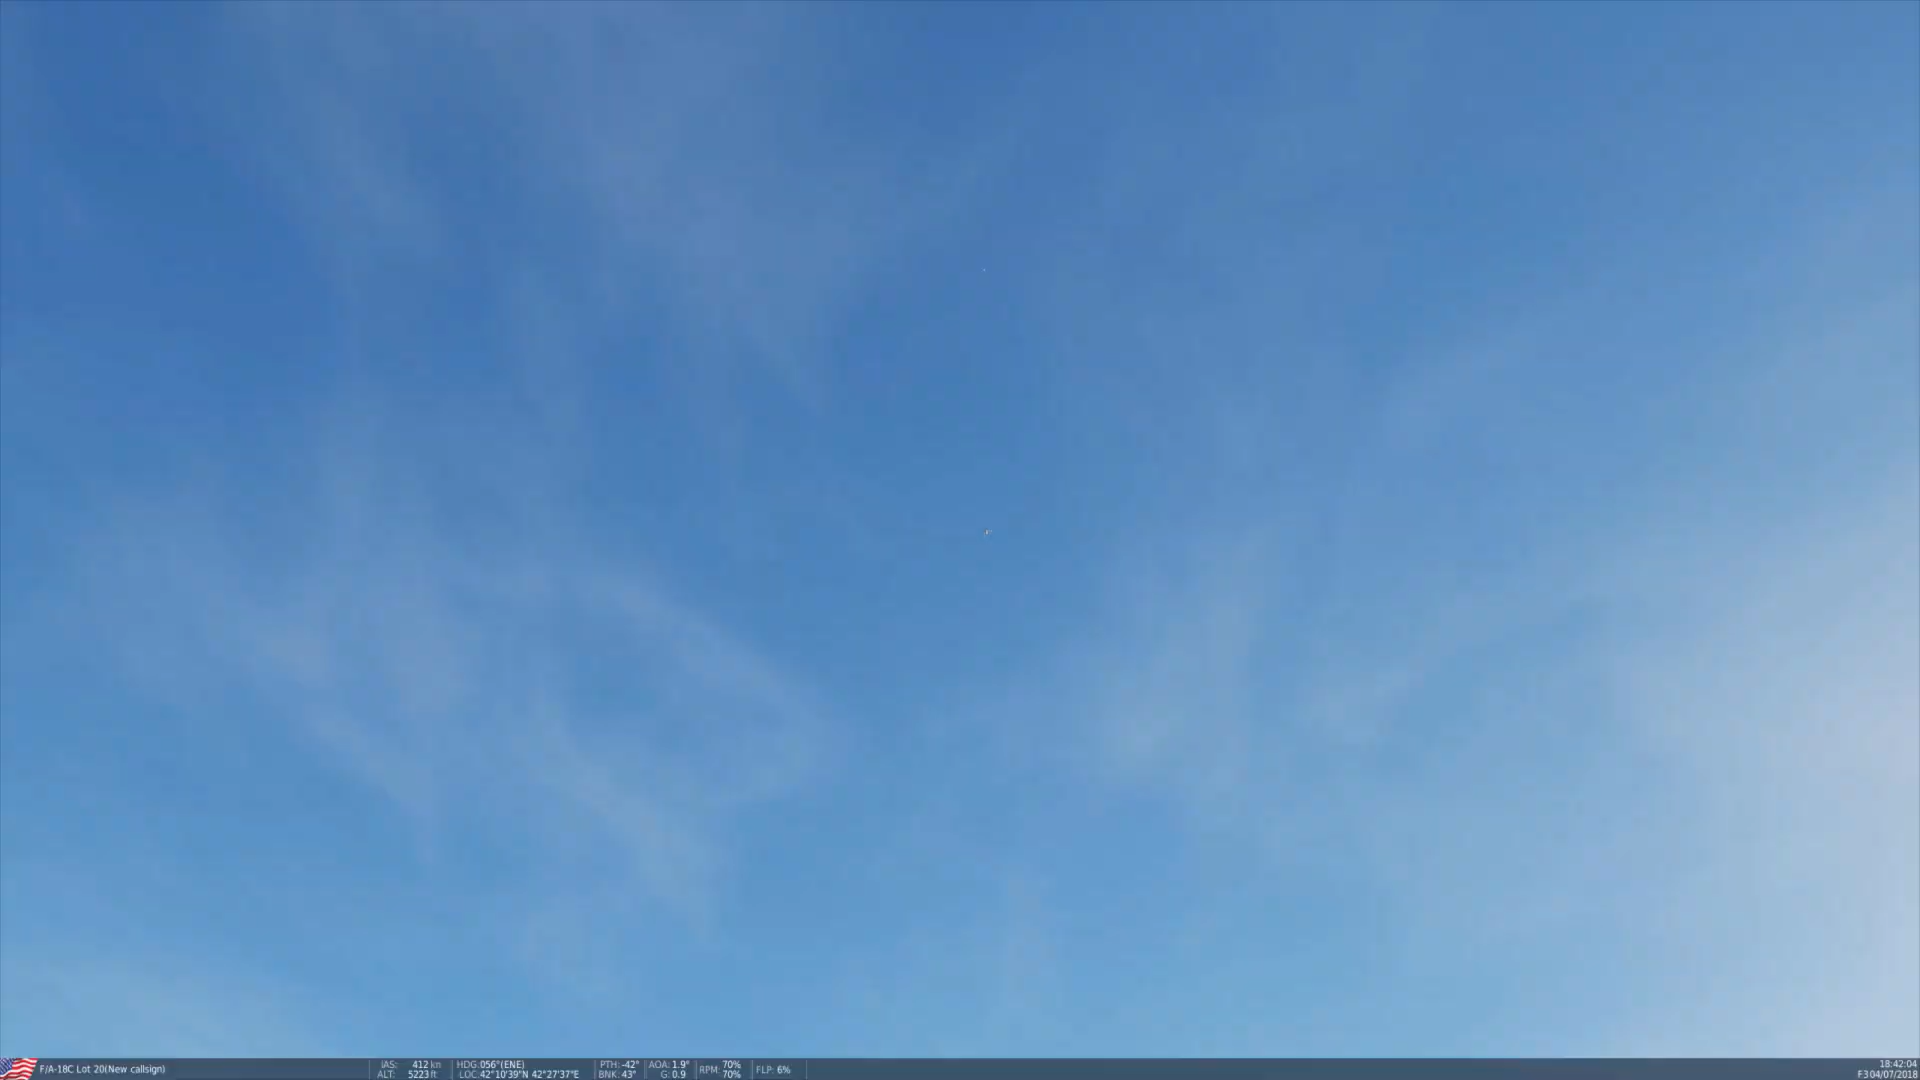 F/A-18C Lot 20(New callsign)
IAS: 412 kn
ALT: 5223 ft
HDG:056°(ENE)
LOC:42°10'39"N 42°27'37"E
PTH: -42°
BNK: 43°
AOA: 1.9°
G: 0.9
RPM: 70%
70%
FLP: 6%
18:42:04
F3 04/07/2018